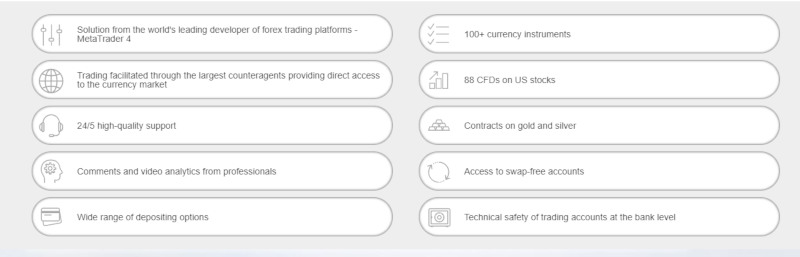 Solution from the world's leading developer of forex trading platforms -
MetaTrader 4
Trading facilitated through the largest counteragents providing direct access
to the currency market
24/5 high-quality support
Comments and video analytics from professionals
Wide range of depositing options
100+ currency instruments
88 CFDs on US stocks
Contracts on gold and silver
Access to swap-free accounts
Technical safety of trading accounts at the bank level